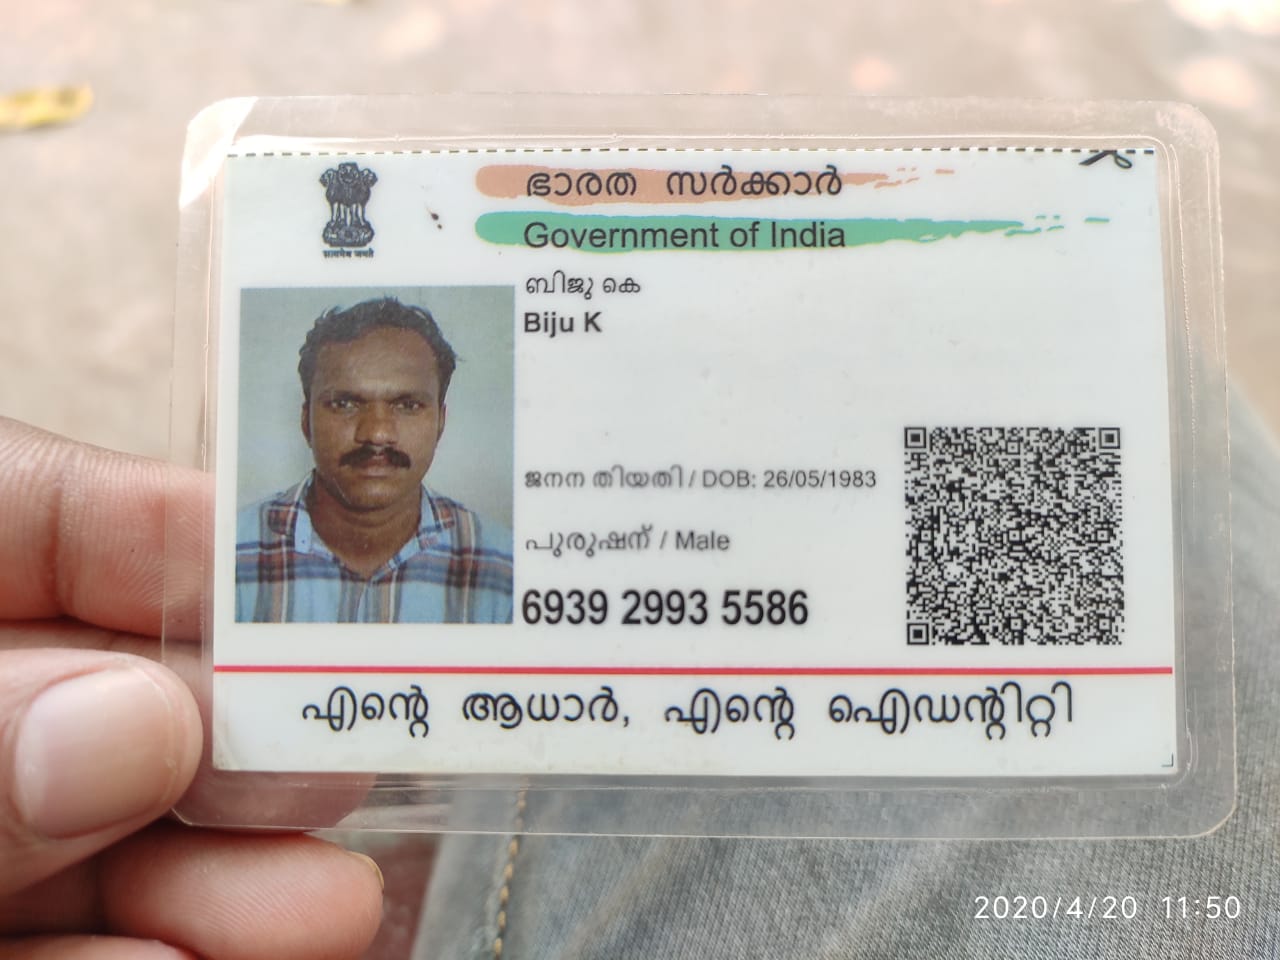 भारत സർക്കാർ
Government of India
सत्यमेव जयते
ബിജു കെ
Biju K
ജനന തിയതി / DOB: 26/05/1983
പുരുഷന് / Male
6939 2993 5586
എന്റെ ആധാർ, എന്റെ ഐഡന്റിറ്റി
2020/4/20 11:50